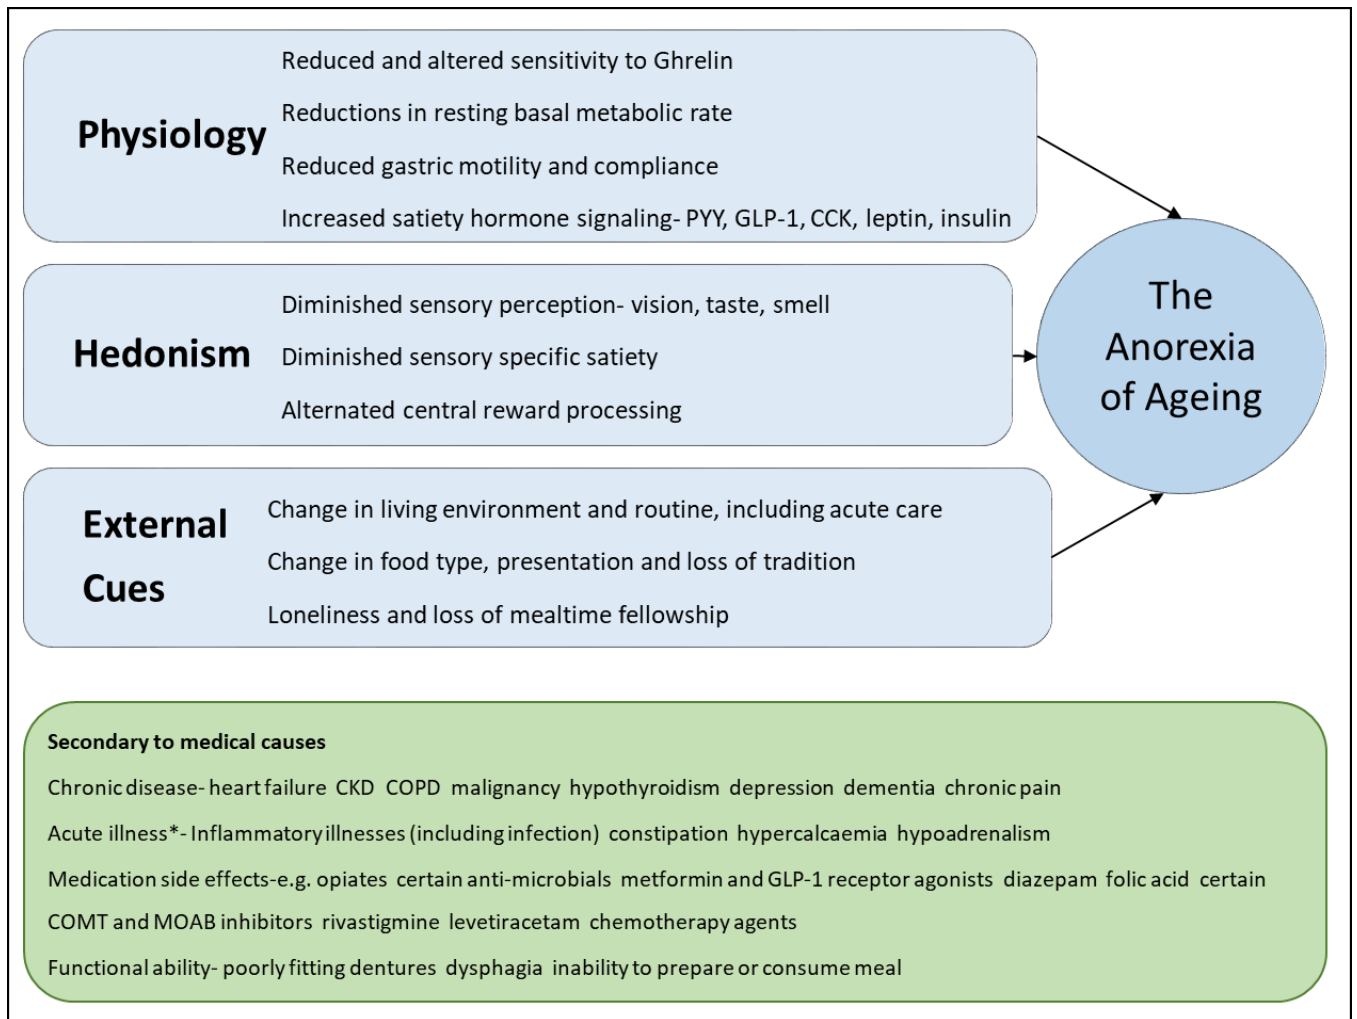 Physiology
Reduced and altered sensitivity to Ghrelin
Reductions in resting basal metabolic rate
Reduced gastric motility and compliance
Increased satiety hormone signaling- PYY, GLP-1, CCK, leptin, insulin
Hedonism
Diminished sensory perception- vision, taste, smell
Diminished sensory specific satiety
Alternated central reward processing
External
Cues
Change in living environment and routine, including acute care
Change in food type, presentation and loss of tradition
Loneliness and loss of mealtime fellowship
The
Anorexia
of Ageing
Secondary to medical causes
Chronic disease- heart failure CKD COPD malignancy hypothyroidism depression dementia chronic pain
Acute illness*- Inflammatory illnesses (including infection) constipation hypercalcaemia hypoadrenalism
Medication side effects-e.g. opiates certain anti-microbials metformin and GLP-1 receptor agonists diazepam folic acid certain
COMT and MOAB inhibitors rivastigmine levetiracetam chemotherapy agents
Functional ability- poorly fitting dentures dysphagia inability to prepare or consume meal